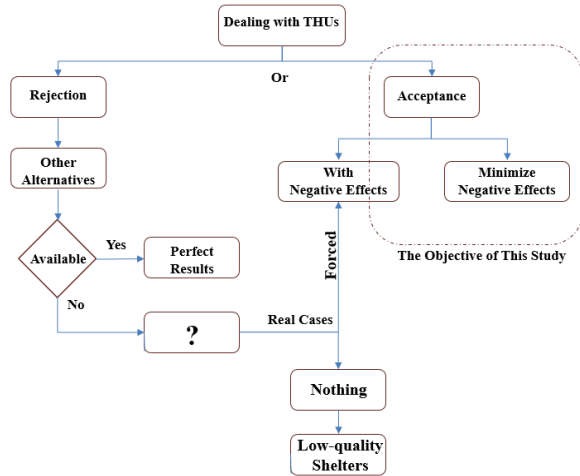 Dealing with THUs
Or
Rejection
Acceptance
Other
Alternatives
With
Negative Effects
Minimize
Negative Effects
Available
Yes
Perfect
Results
Forced
The Objective of This Study
No
?
Real Cases
Nothing
Low-quality
Shelters